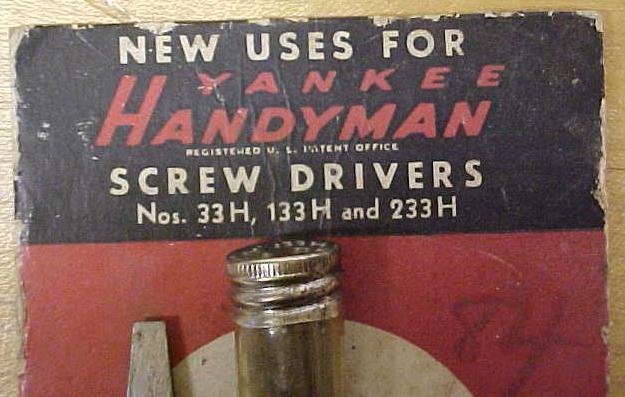 NEW USES FOR
YANKEE
HANDYMAN
REGISTERED U. S. PATENT OFFICE
SCREW DRIVERS
Nos. 33H, 133H and 233H